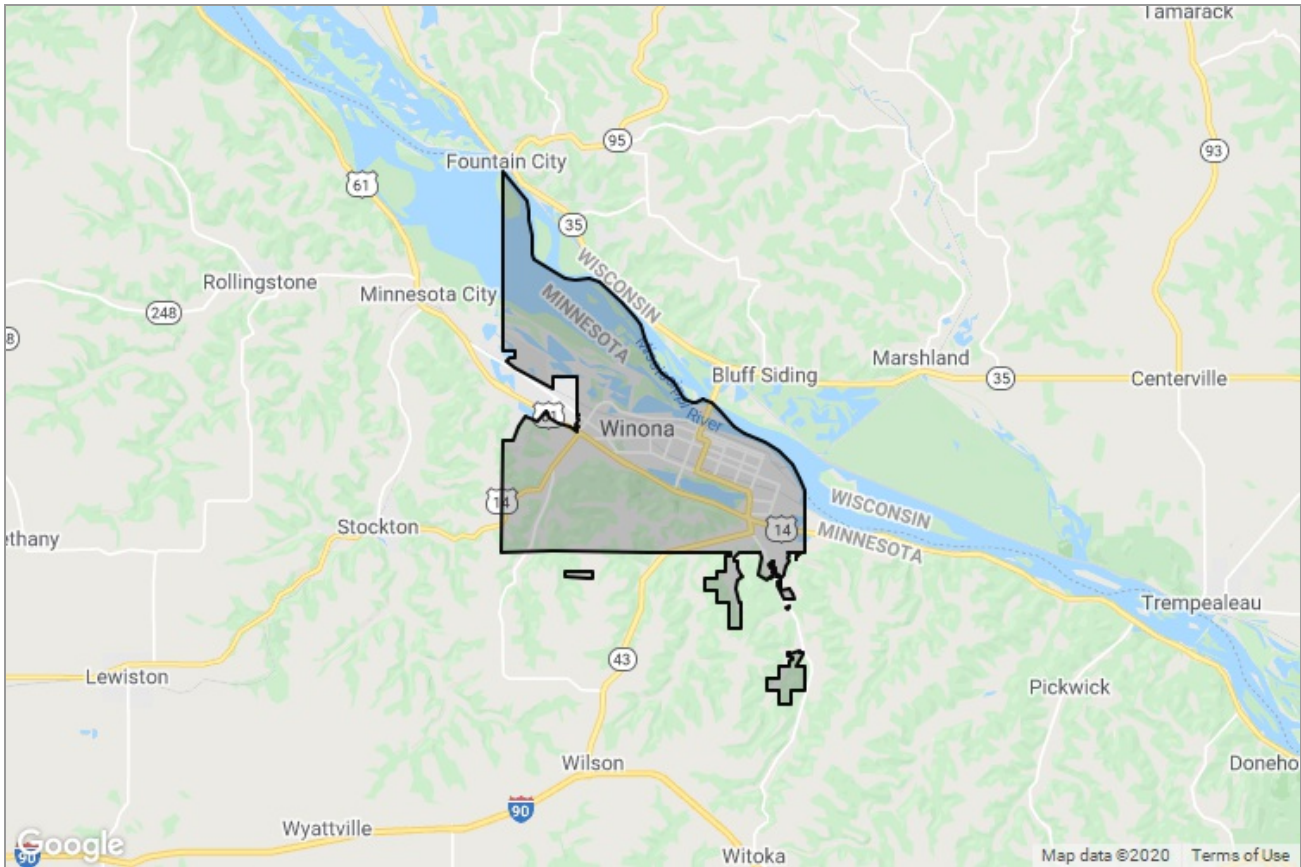 Tamarack
95
93
Fountain City
61
35
WISCONSIN
Rollingstone
Minnesota City
MINNESOTA
248
8
Mississippi River
Marshland
Bluff Siding
35
Centerville
Winona
14
WISCONSIN
Stockton
14
MINNESOTA
ethany
Trempealeau
43
Lewiston
Pickwick
Wilson
Doneho
90
Wyattville
Google
90
Witoka
Map data ©2020 Terms of Use